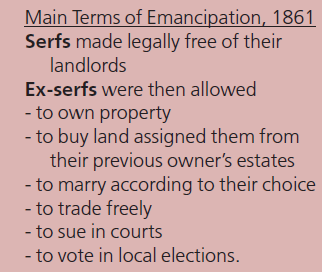 Main Terms of Emancipation, 1861
Serfs made legally free of their
landlords
Ex-serfs were then allowed
- to own property
- to buy land assigned them from
their previous owner’s estates
- to marry according to their choice
- to trade freely
- to sue in courts
- to vote in local elections.